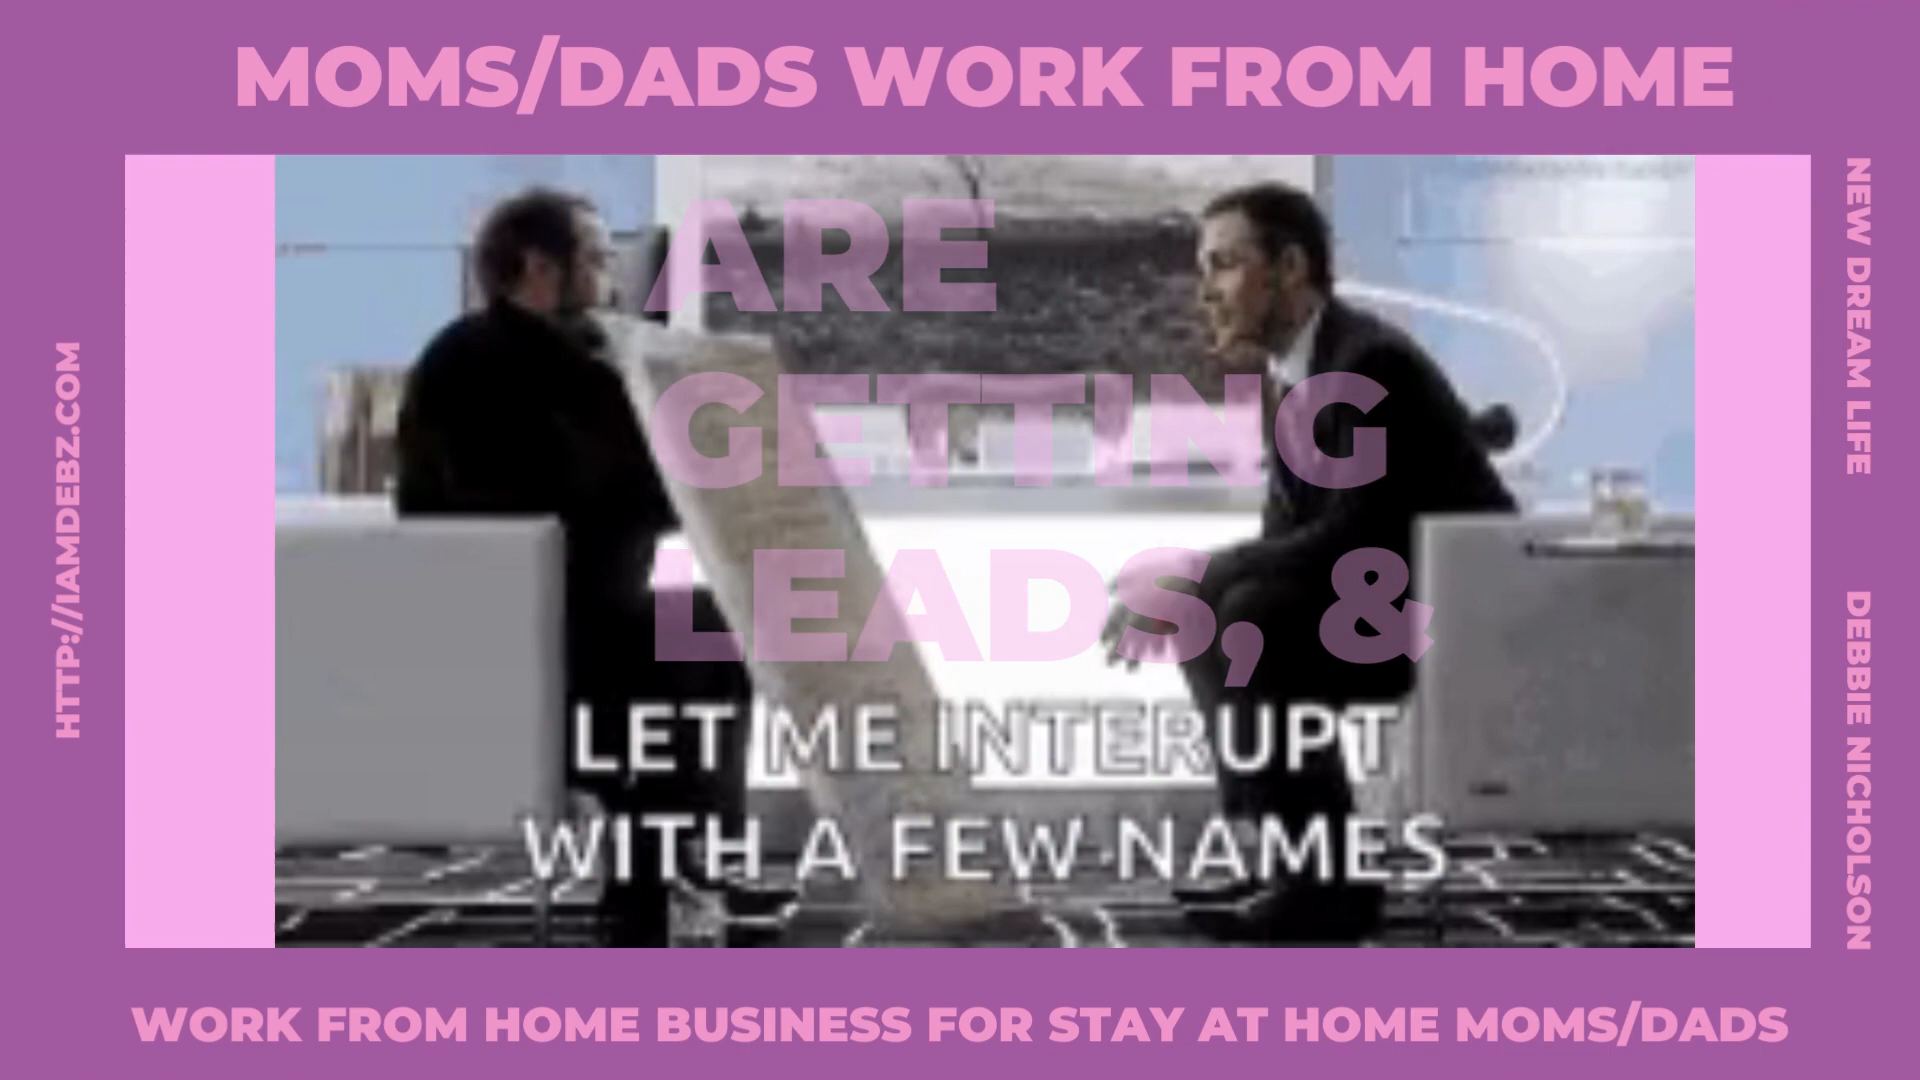 MOMS/DADS WORK FROM HOME
HTTP://IAMDEBZ.COM
ARE
GETTING
LEADS, &
LET ME INTERUPT
WITH A FEW NAMES
NEW DREAM LIFE
DEBBIE NICHOLSON
WORK FROM HOME BUSINESS FOR STAY AT HOME MOMS/DADS